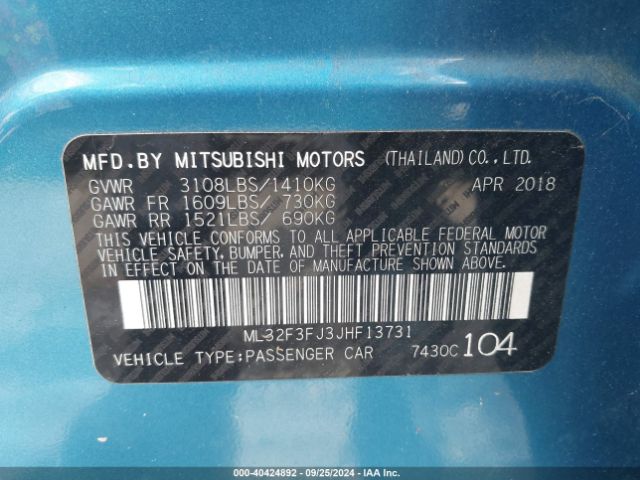 MFD.BY MITSUBISHI MOTORS (THAILAND) CO.,LTD.
GVWR 3108LBS/1410KG APR 2018
GAWR FR 1609LBS/ 730KG
GAWR RR 1521LBS/ 690KG
THIS VEHICLE CONFORMS TO ALL APPLICABLE FEDERAL MOTOR
VEHICLE SAFETY, BUMPER, AND THEFT PREVENTION STANDARDS
IN EFFECT ON THE DATE OF MANUFACTURE SHOWN ABOVE.
ML32F3FJ3JHF13731
VEHICLE TYPE:PASSENGER CAR 7430C 104
000-40424892 - 09/25/2024 - IAA Inc.